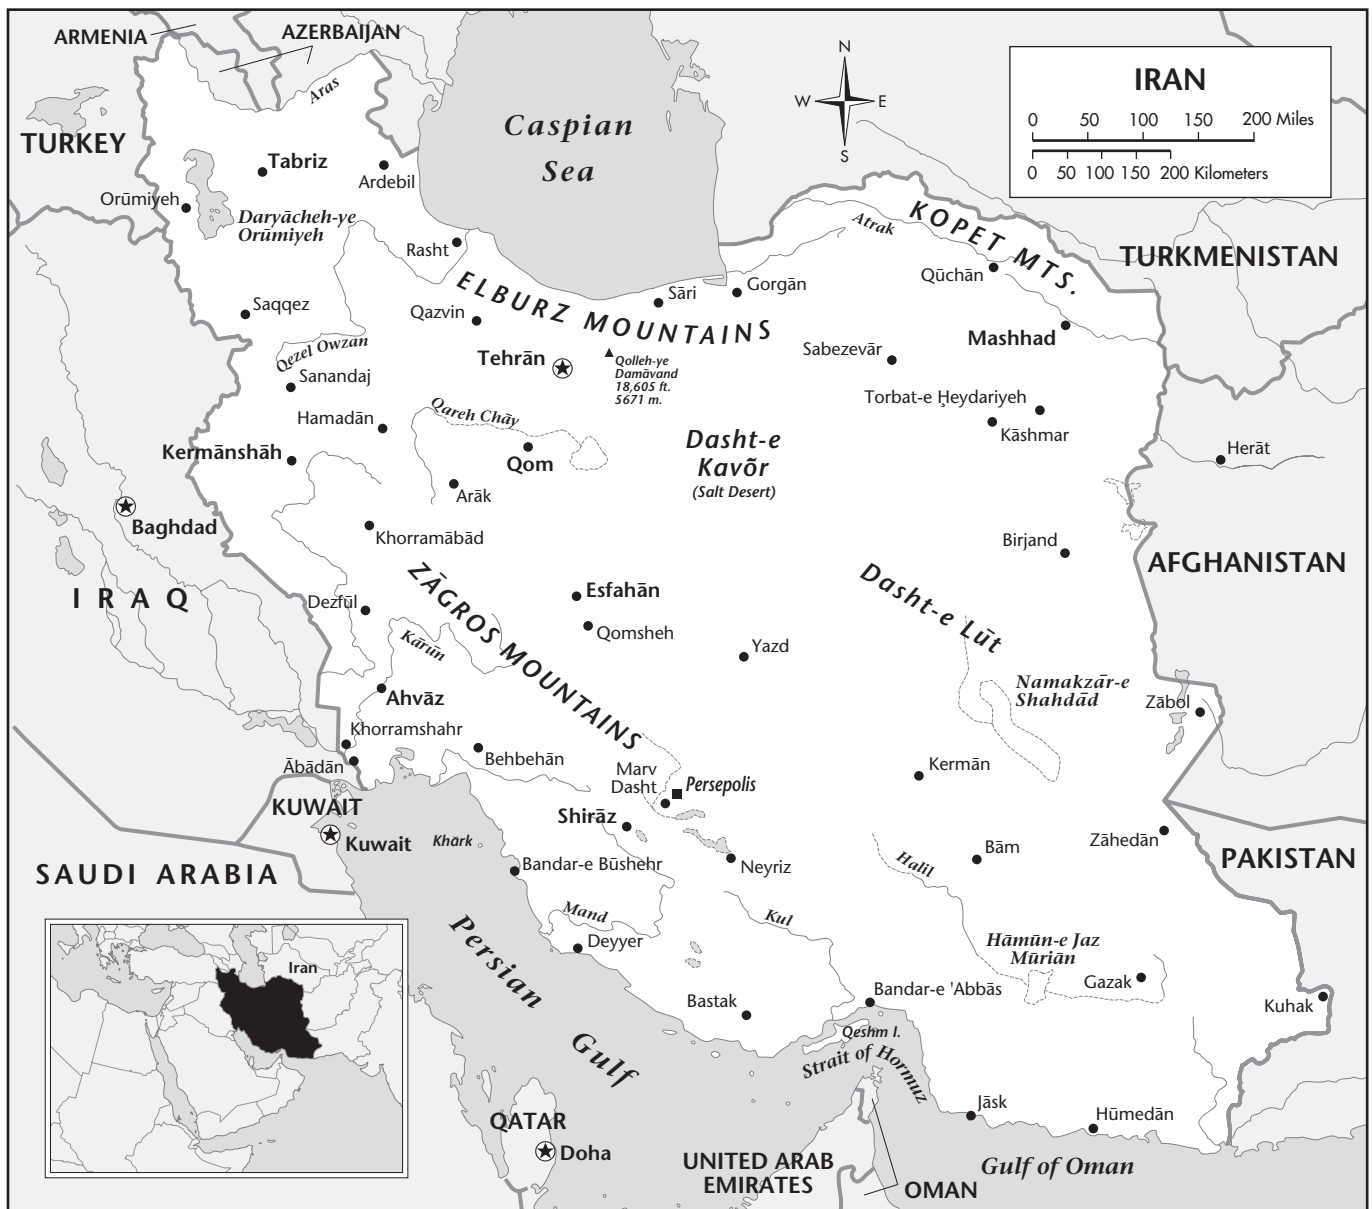 ARMENIA
AZERBAIJAN
Aras
TURKEY
Tabriz
Ardebil
Orūmiyeh
Daryācheh-ye
Orūmiyeh
Caspian
Sea
N
W
E
S
IRAN
0 50 100 150 200 Miles
0 50 100 150 200 Kilometers
Rasht
Atrak
KOPET MTS.
TURKMENISTAN
Qūchān
ELBURZ MOUNTAINS
Sāri
Gorgān
Saqqez
Qazvin
Mashhad
Qezel Owzan
Tehrān
Qolleh-ye
Damāvand
18,605 ft.
5671 m.
Sabezevār
Sanandaj
Torbat-e Ḩeydariyeh
Hamadān
Qareh Chāy
Kāshmar
Kermānshāh
Qom
Dasht-e
Kavõr
(Salt Desert)
Herāt
Arāk
Baghdad
Khorramābād
Birjand
AFGHANISTAN
IRAQ
ZĀGROS MOUNTAINS
Esfahān
Dasht-e Lūt
Dezfūl
Qomsheh
Kārūn
Yazd
Ahvāz
Namakzār-e
Shahdād
Zābol
Khorramshahr
Behbehān
Ābādān
Marv
Dasht
Persepolis
Kermān
KUWAIT
Kuwait
Khārk
Shirāz
Zāhedān
SAUDI ARABIA
Bandar-e Būshehr
Neyriz
Halil
Bām
PAKISTAN
Mand
Kul
Deyyer
Persian
Gulf
Hāmūn-e Jaz
Mūriān
Gazak
Iran
Bastak
Bandar-e 'Abbās
Kuhak
Qeshm I.
Strait of Hormuz
Jāsk
Hūmedān
QATAR
Doha
UNITED ARAB
EMIRATES
OMAN
Gulf of Oman